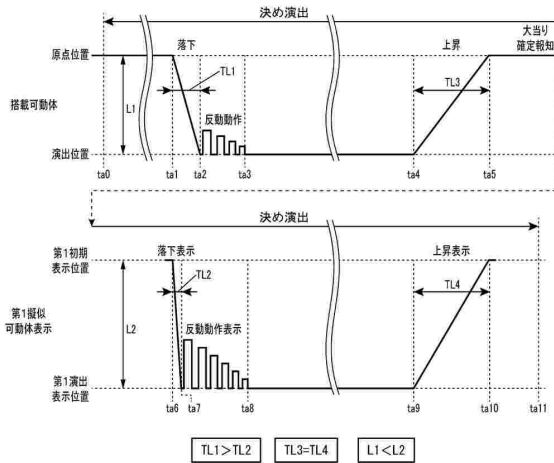 決め演出
大当り
確定報知
原点位置
落下
上昇
TL1
TL3
搭載可動体
L1
反動動作
演出位置
ta0
ta1
ta2
ta3
ta4
ta5
決め演出
第1初期
表示位置
落下表示
上昇表示
TL2
TL4
第1擬似
可動体表示
L2
反動動作表示
第1演出
表示位置
ta6
ta7
ta8
ta9
ta10
ta11
TL1>TL2
TL3=TL4
L1<L2